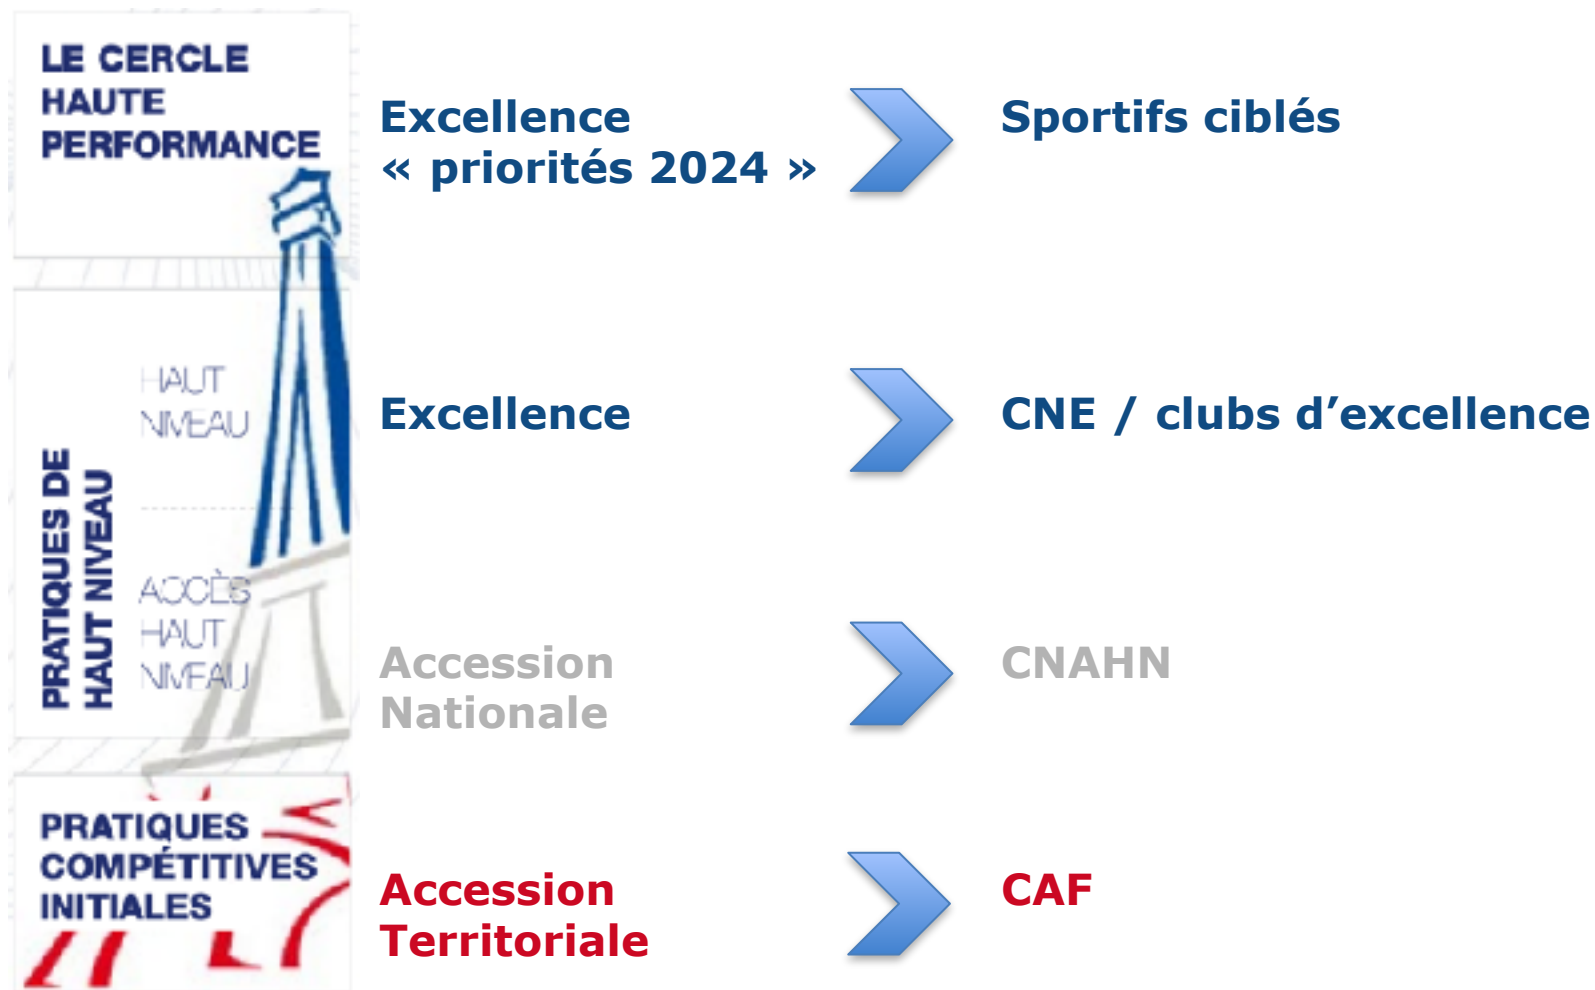 LE CERCLE
HAUTE
PERFORMANCE
Excellence
« priorités 2024 »
Sportifs ciblés
PRATIQUES DE
HAUT NIVEAU
HAUT
NIVEAU
Excellence
CNE / clubs d’excellence
ACCÈS
HAUT
NIVEAU
Accession
Nationale
CNAHN
PRATIQUES
COMPÉTITIVES
INITIALES
Accession
Territoriale
CAF